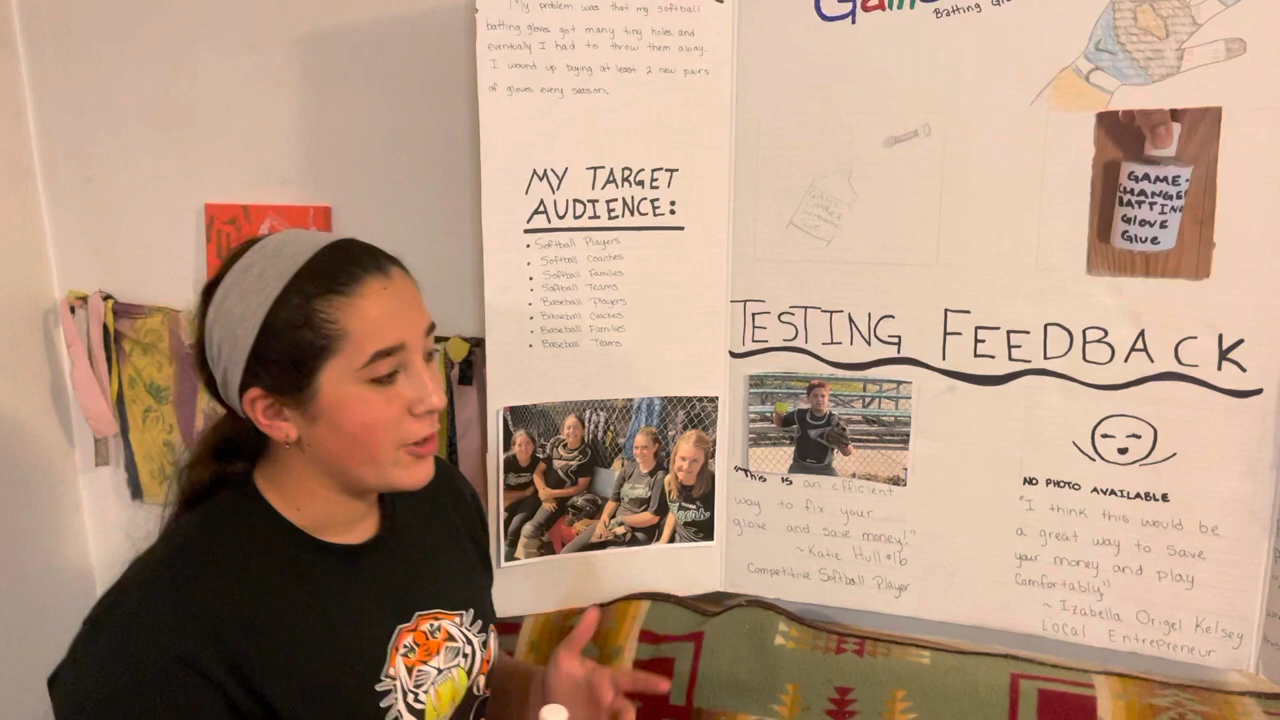 My problem was that my softball
batting gloves got many tiny holes and
eventually I had to throw them away.
I wound up buying at least 2 new pairs
of gloves every season.
MY TARGET
AUDIENCE:
• Softball Players
• Softball Coaches
• Softball Families
• Softball Teams
• Baseball Players
• Baseball Coaches
• Baseball Families
• Baseball Teams
Game
Batting Glo
GAME-
CHANGE
BATTING
Glove
Glue
TESTING FEEDBACK
"This is an efficient
way to fix your
glove and save money!"
~Katie Hull #16
Competitive Softball Player
NO PHOTO AVAILABLE
"I think this would be
a great way to save
your money and play
comfortably"
~ Izabella Origel Kelsey
Local Entrepreneur